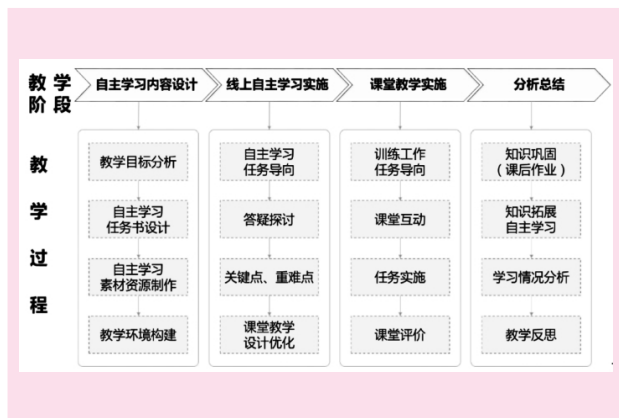 教 学
阶 段
自主学习内容设计
线上自主学习实施
课堂教学实施
分析总结
教
学
过
程
教学目标分析
自主学习
任务书设计
自主学习
素材资源制作
教学环境构建
自主学习
任务导向
答疑探讨
关键点、重难点
课堂教学
设计优化
训练工作
任务导向
课堂互动
任务实施
课堂评价
知识巩固
（课后作业）
知识拓展
自主学习
学习情况分析
教学反思